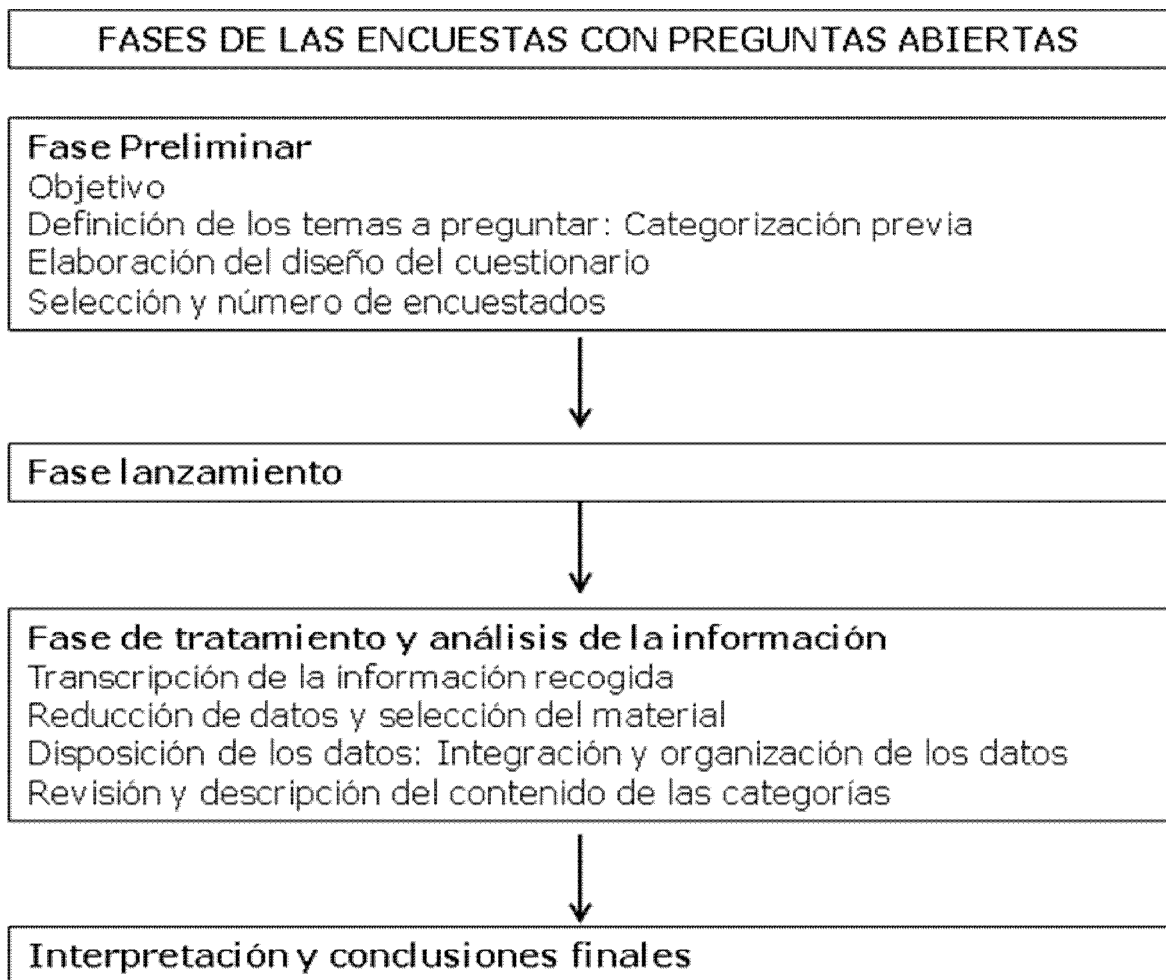 FASES DE LAS ENCUESTAS CON PREGUNTAS ABIERTAS
Fase Preliminar
Objetivo
Definición de los temas a preguntar: Categorización previa
Elaboración del diseño del cuestionario
Selección y número de encuestados
Fase lanzamiento
Fase de tratamiento y análisis de la información
Transcripción de la información recogida
Reducción de datos y selección del material
Disposición de los datos: Integración y organización de los datos
Revisión y descripción del contenido de las categorías
Interpretación y conclusiones finales